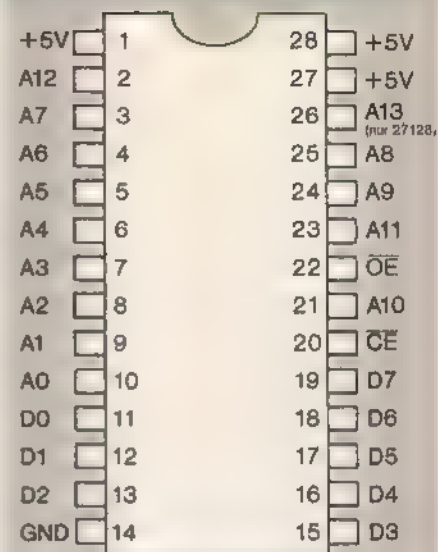 +5V 1 28 +5V
A12 2 27 +5V
A7 3 26 A13
(nur 27128,
A6 4 25 A8
A5 5 24 A9
A4 6 23 A11
A3 7 22 O̅E̅
A2 8 21 A10
A1 9 20 C̅E̅
A0 10 19 D7
D0 11 18 D6
D1 12 17 D5
D2 13 16 D4
GND 14 15 D3